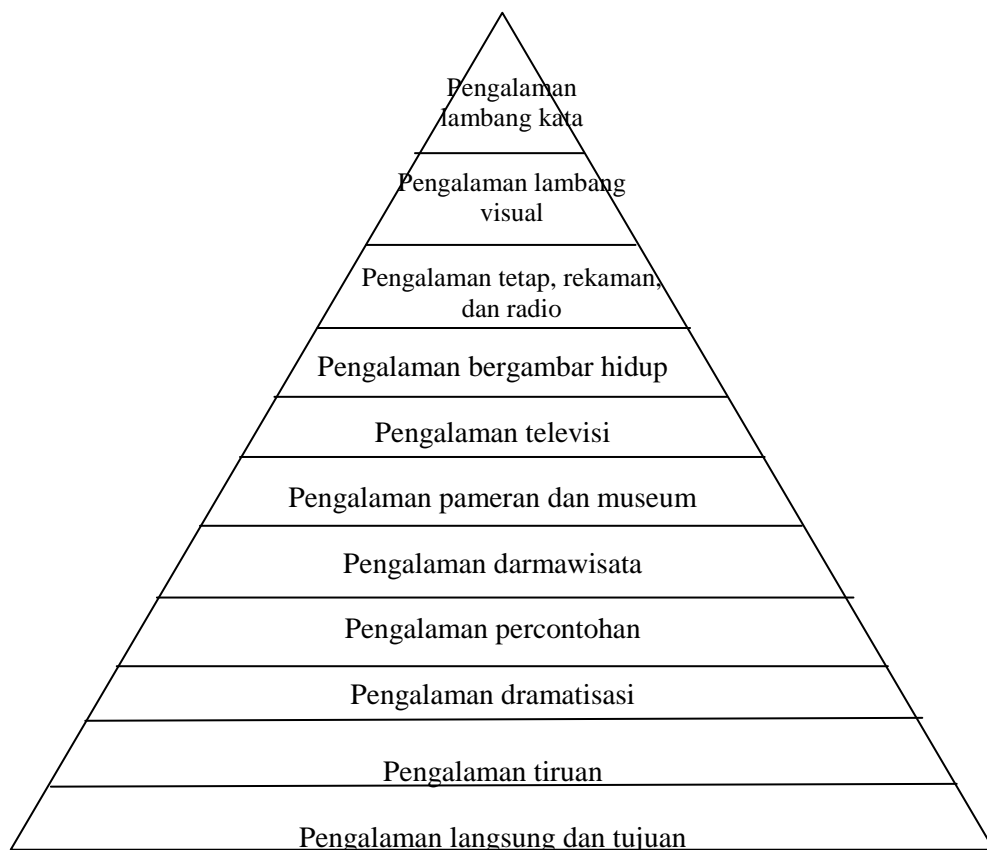 Pengalaman
lambang kata
Pengalaman lambang
visual
Pengalaman tetap, rekaman,
dan radio
Pengalaman bergambar hidup
Pengalaman televisi
Pengalaman pameran dan museum
Pengalaman darmawisata
Pengalaman percontohan
Pengalaman dramatisasi
Pengalaman tiruan
Pengalaman langsung dan tujuan